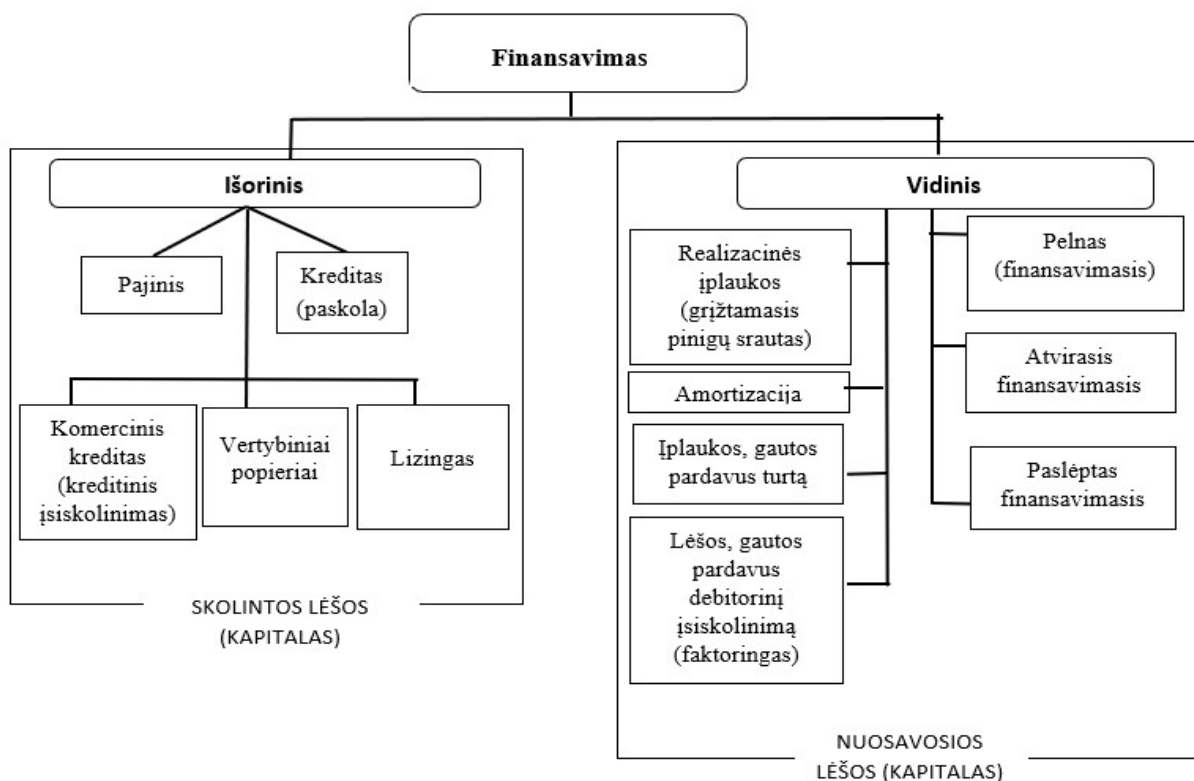 Finansavimas
Išorinis
Pajinis
Kreditas
(paskola)
Komercinis
kreditas
(kreditinis
įsiskolinimas)
Vertybiniai
popieriai
Lizingas
SKOLINTOS LĖŠOS
(KAPITALAS)
Vidinis
Realizacinės
įplaukos
(grįžtamasis
pinigų srautas)
Amortizacija
Įplaukos, gautos
pardavus turtą
Lėšos, gautos
pardavus
debitorinį
įsiskolinimą
(faktoringas)
Pelnas
(finansavimasis)
Atvirasis
finansavimasis
Paslėptas
finansavimasis
NUOSAVOSIOS
LĖŠOS (KAPITALAS)